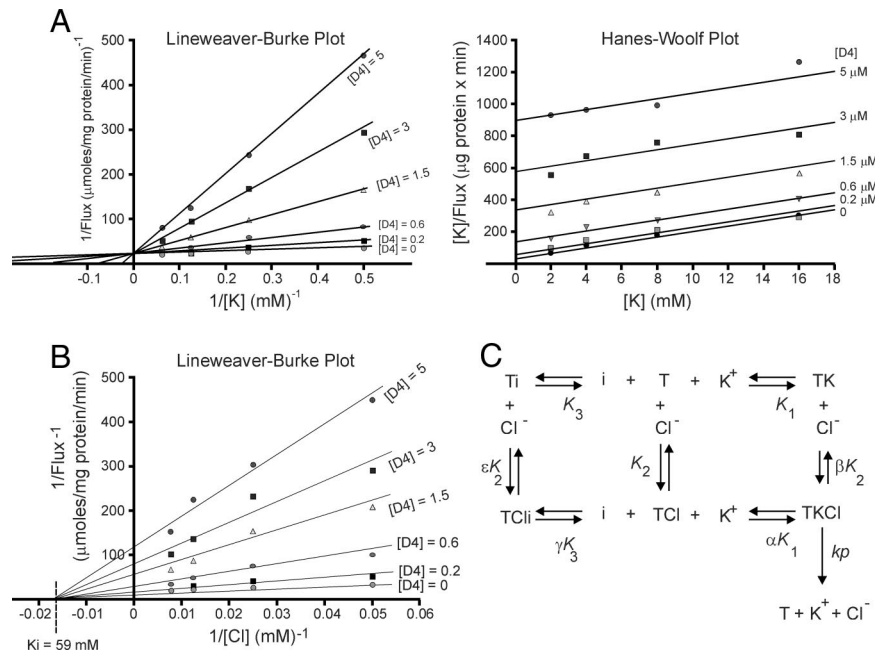 A
Lineweaver-Burke Plot
1/Flux (μmoles/mg protein/min)⁻¹
500
400
300
200
100
-0.1
0
0.1
0.2
0.3
0.4
0.5
1/[K] (mM)⁻¹
[D4] = 5
[D4] = 3
[D4] = 1.5
[D4] = 0.6
[D4] = 0.2
[D4] = 0
Hanes-Woolf Plot
[K]/Flux (μg protein x min)
1400
1200
1000
800
600
400
200
0
2
4
6
8
10
12
14
16
18
[K] (mM)
[D4]
5 μM
3 μM
1.5 μM
0.6 μM
0.2 μM
0
B
Lineweaver-Burke Plot
1/Flux⁻¹
(μmoles/mg protein/min)
500
400
300
200
100
-0.02
-0.01
0
0.01
0.02
0.03
0.04
0.05
0.06
1/[Cl] (mM)⁻¹
Ki = 59 mM
[D4] = 5
[D4] = 3
[D4] = 1.5
[D4] = 0.6
[D4] = 0.2
[D4] = 0
C
Ti i + T + K⁺ TK
+ K₃ + K₁ +
Cl⁻ Cl⁻ Cl⁻
εK₂ K₂ βK₂
TCli i + TCl + K⁺ TKCl
γK₃ αK₁ kp
T + K⁺ + Cl⁻